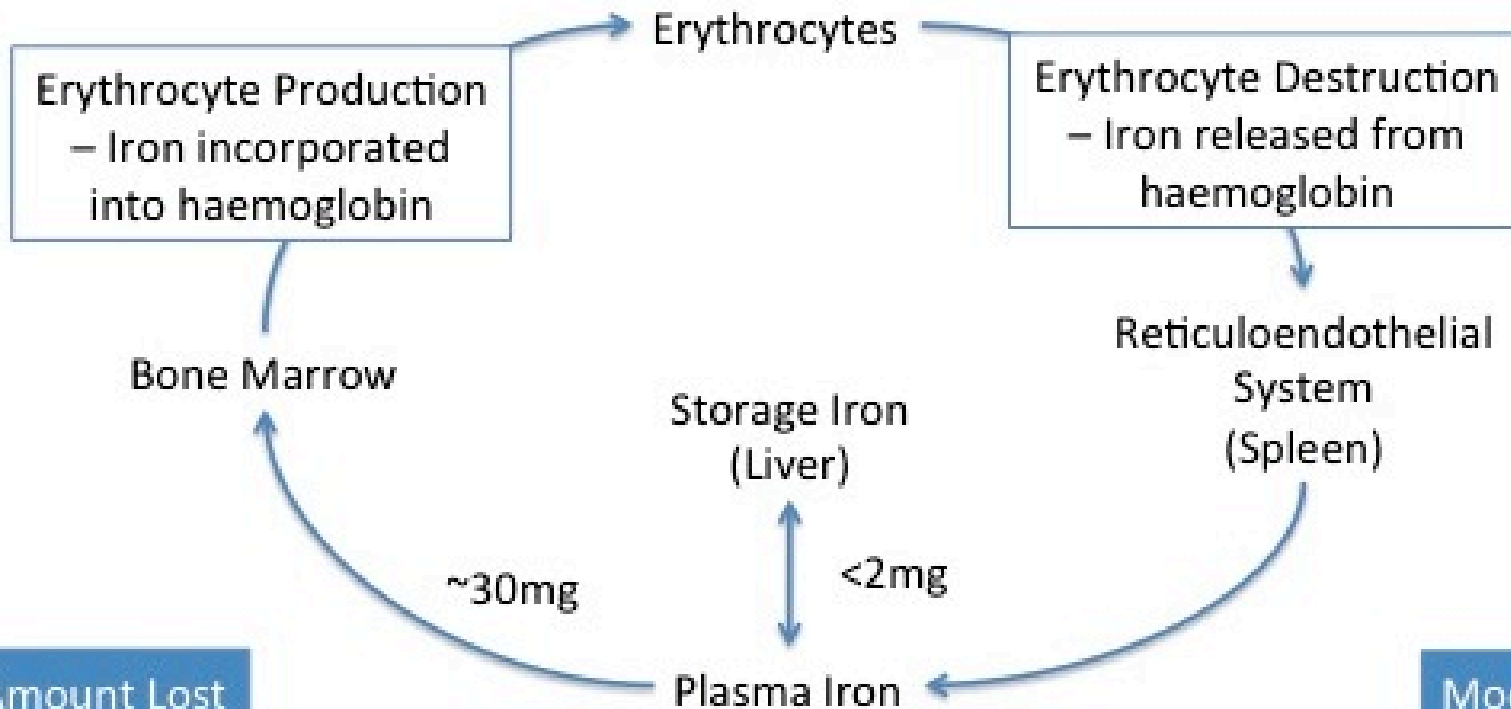 Erythrocytes
Erythrocyte Production
– Iron incorporated
into haemoglobin
Erythrocyte Destruction
– Iron released from
haemoglobin
Bone Marrow
Reticuloendothelial
System
(Spleen)
Storage Iron
(Liver)
~30mg
<2mg
Plasma Iron
Lost